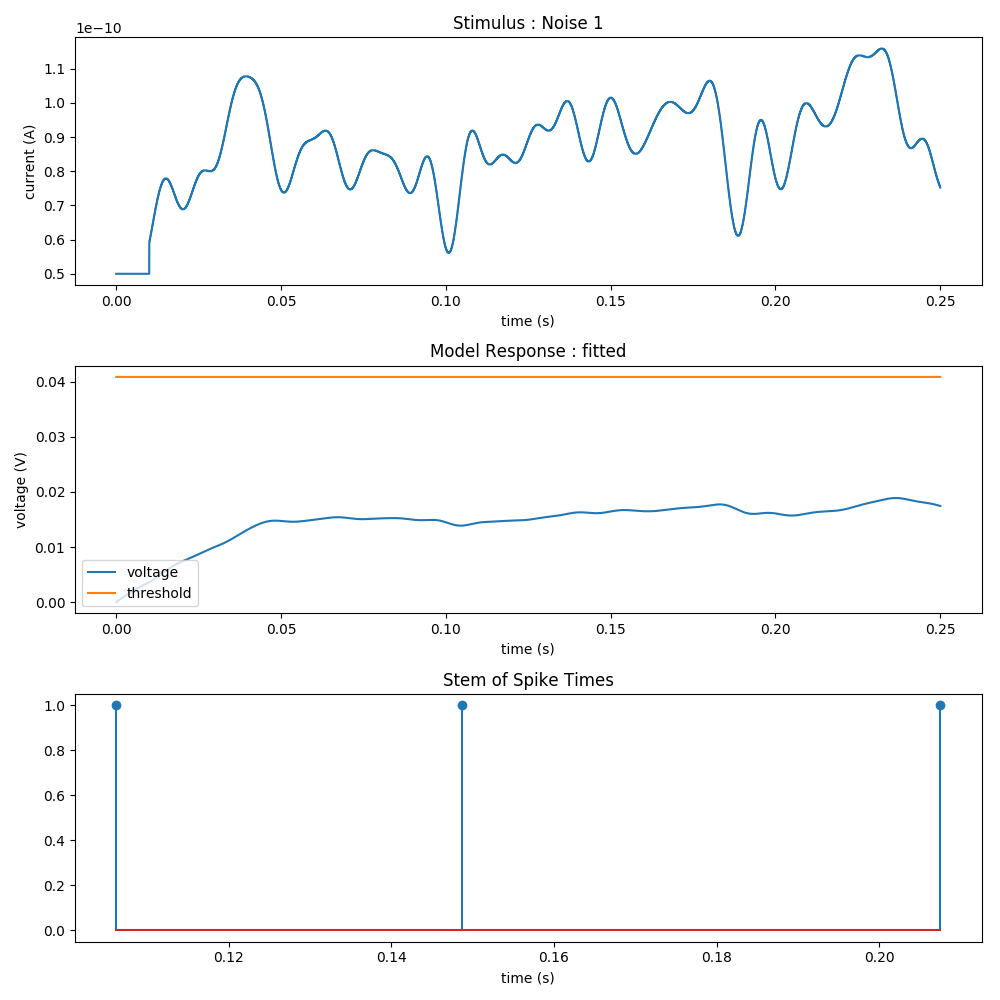 Stimulus : Noise 1
1e−10
1.1
1.0
0.9
0.8
0.7
0.6
0.5
current (A)
0.00 0.05 0.10 0.15 0.20 0.25
time (s)
Model Response : fitted
0.04
0.03
0.02
0.01
0.00
voltage (V)
voltage
threshold
0.00 0.05 0.10 0.15 0.20 0.25
time (s)
Stem of Spike Times
1.0
0.8
0.6
0.4
0.2
0.0
0.12 0.14 0.16 0.18 0.20
time (s)